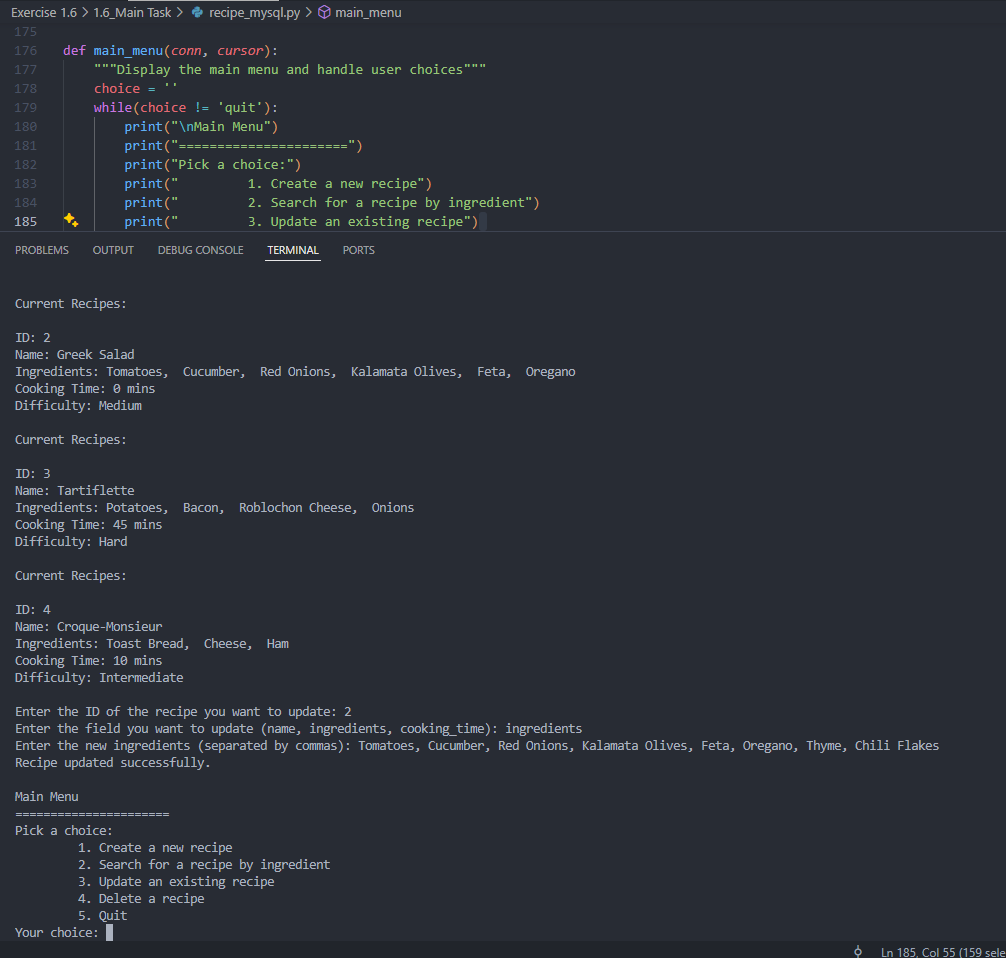 Exercise 1.6 > 1.6_Main Task > recipe_mysql.py > main_menu
175
176 def main_menu(conn, cursor):
177 """Display the main menu and handle user choices"""
178 choice = ''
179 while(choice != 'quit'):
180 print("\nMain Menu")
181 print("======================")
182 print("Pick a choice:")
183 print("        1. Create a new recipe")
184 print("        2. Search for a recipe by ingredient")
185 print("        3. Update an existing recipe")
PROBLEMS OUTPUT DEBUG CONSOLE TERMINAL PORTS
Current Recipes:
ID: 2
Name: Greek Salad
Ingredients: Tomatoes,  Cucumber,  Red Onions,  Kalamata Olives,  Feta,  Oregano
Cooking Time: 0 mins
Difficulty: Medium
Current Recipes:
ID: 3
Name: Tartiflette
Ingredients: Potatoes,  Bacon,  Roblochon Cheese,  Onions
Cooking Time: 45 mins
Difficulty: Hard
Current Recipes:
ID: 4
Name: Croque-Monsieur
Ingredients: Toast Bread,  Cheese,  Ham
Cooking Time: 10 mins
Difficulty: Intermediate
Enter the ID of the recipe you want to update: 2
Enter the field you want to update (name, ingredients, cooking_time): ingredients
Enter the new ingredients (separated by commas): Tomatoes, Cucumber, Red Onions, Kalamata Olives, Feta, Oregano, Thyme, Chili Flakes
Recipe updated successfully.
Main Menu
======================
Pick a choice:
1. Create a new recipe
2. Search for a recipe by ingredient
3. Update an existing recipe
4. Delete a recipe
5. Quit
Your choice:
Ln 185, Col 55 (159 sele